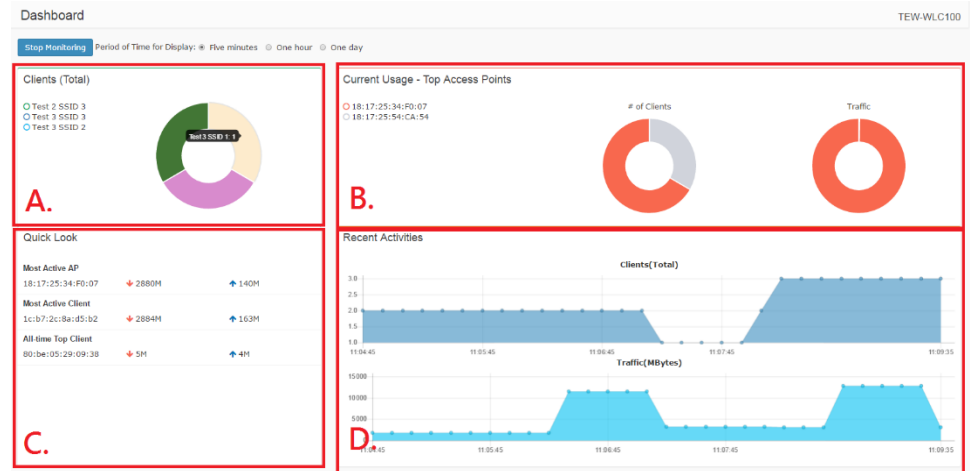 Dashboard
TEW-WLC100
Stop Monitoring Period of Time for Display: Five minutes One hour One day
Clients (Total)
Test 2 SSID 3
Test 3 SSID 3
Test 3 SSID 2
Test 3 SSID 1: 1
A.
Current Usage - Top Access Points
18:17:25:34:F0:07
18:17:25:54:CA:54
# of Clients
Traffic
B.
Quick Look
Most Active AP
18:17:25:34:F0:07 2880M 140M
Most Active Client
1c:b7:2c:8a:d5:b2 2884M 163M
All-time Top Client
80:be:05:29:09:38 5M 4M
C.
Recent Activities
Clients(Total)
3.0
2.5
2.0
1.5
1.0
11:04:45 11:05:45 11:06:45 11:07:45 11:09:35
Traffic(MBytes)
15000
10000
5000
D.
11:04:45 11:05:45 11:06:45 11:07:45 11:09:35